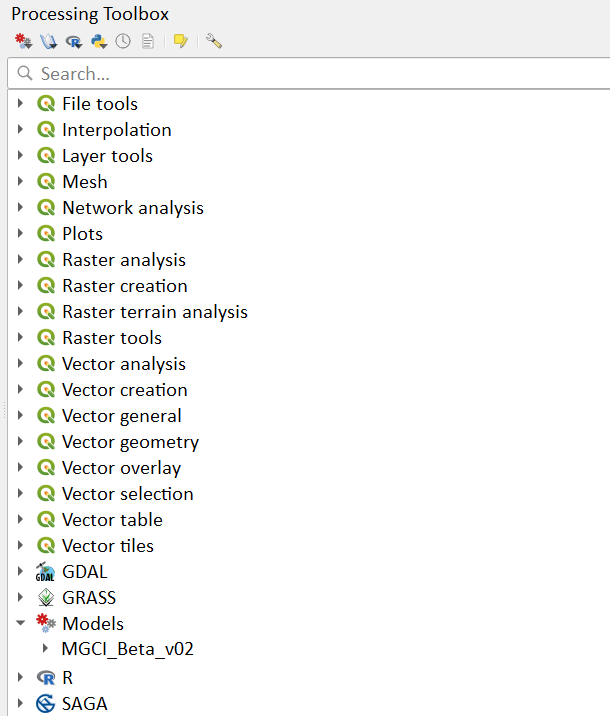 Processing Toolbox
Search...
File tools
Interpolation
Layer tools
Mesh
Network analysis
Plots
Raster analysis
Raster creation
Raster terrain analysis
Raster tools
Vector analysis
Vector creation
Vector general
Vector geometry
Vector overlay
Vector selection
Vector table
Vector tiles
GDAL GDAL
GRASS
Models
MGCI_Beta_v02
R R
SAGA